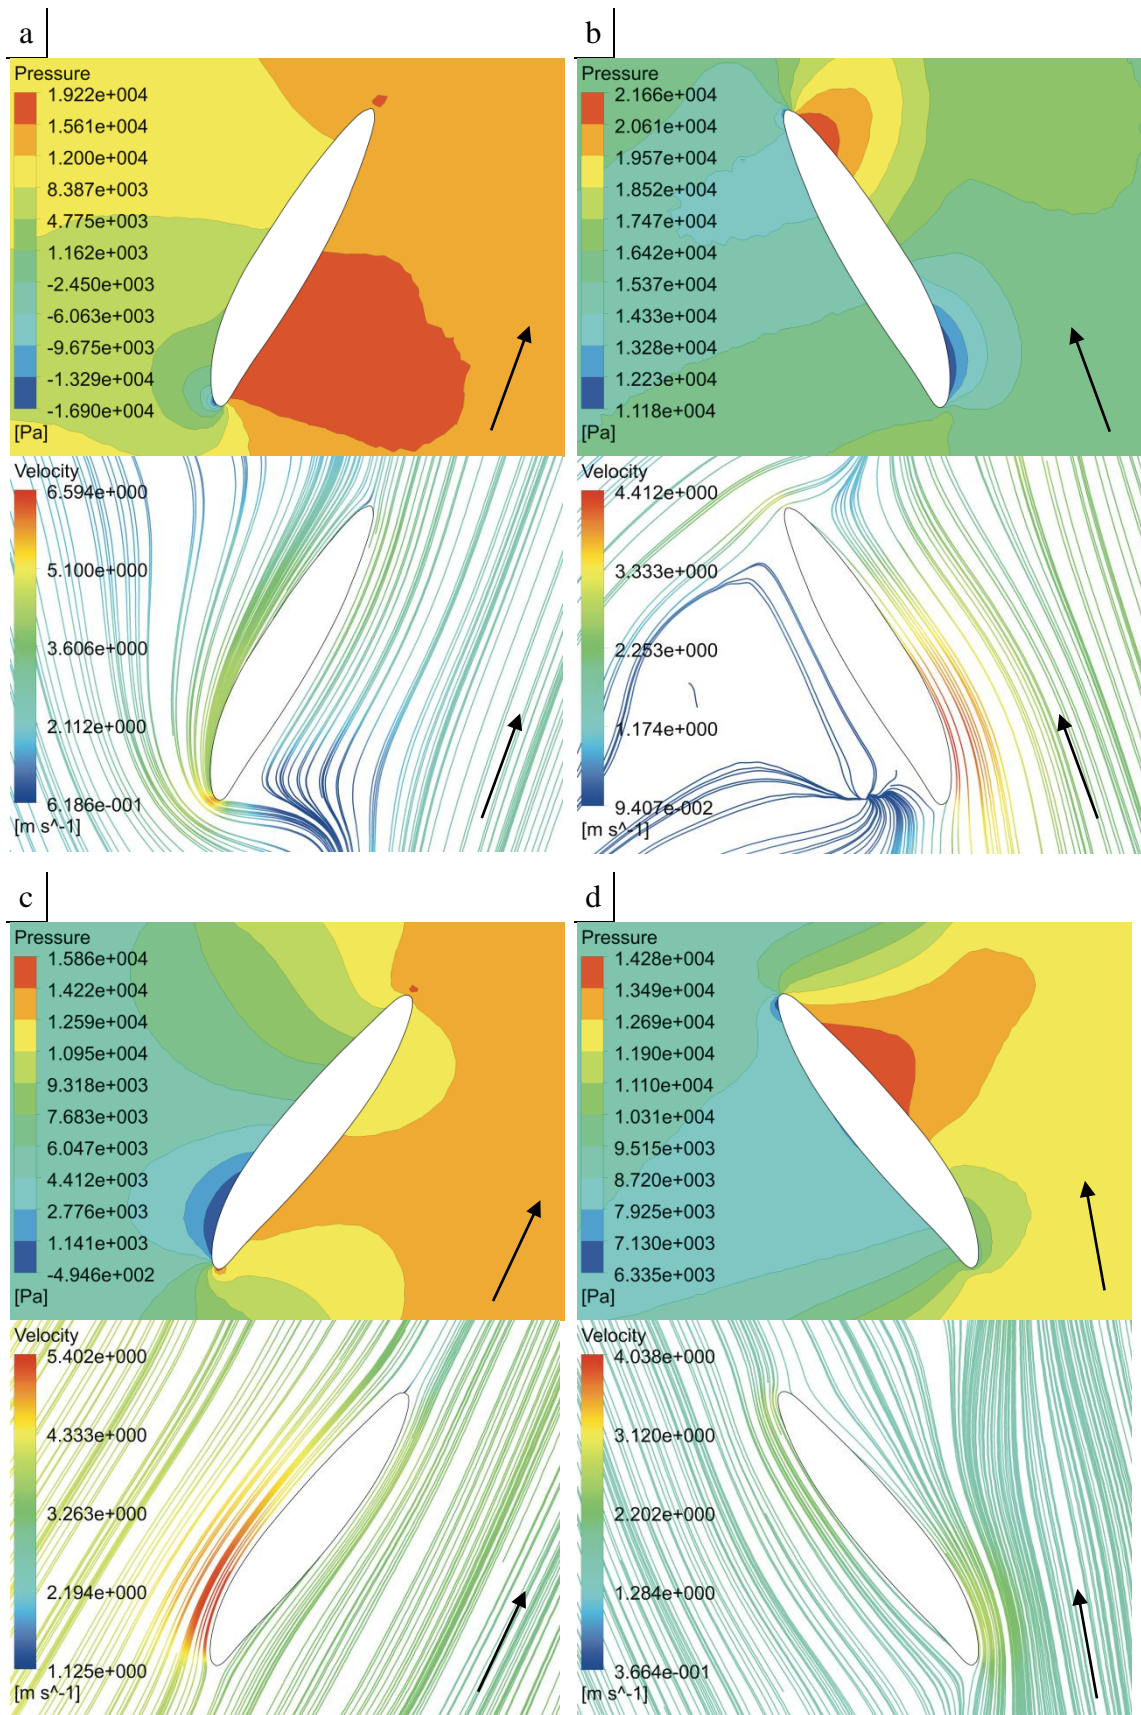 a
Pressure
1.922e+004
1.561e+004
1.200e+004
8.387e+003
4.775e+003
1.162e+003
-2.450e+003
-6.063e+003
-9.675e+003
-1.329e+004
-1.690e+004
[Pa]
Velocity
6.594e+000
5.100e+000
3.606e+000
2.112e+000
6.186e-001
[m s^-1]
b
Pressure
2.166e+004
2.061e+004
1.957e+004
1.852e+004
1.747e+004
1.642e+004
1.537e+004
1.433e+004
1.328e+004
1.223e+004
1.118e+004
[Pa]
Velocity
4.412e+000
3.333e+000
2.253e+000
1.174e+000
9.407e-002
[m s^-1]
c
Pressure
1.586e+004
1.422e+004
1.259e+004
1.095e+004
9.318e+003
7.683e+003
6.047e+003
4.412e+003
2.776e+003
1.141e+003
-4.946e+002
[Pa]
Velocity
5.402e+000
4.333e+000
3.263e+000
2.194e+000
1.125e+000
[m s^-1]
d
Pressure
1.428e+004
1.349e+004
1.269e+004
1.190e+004
1.110e+004
1.031e+004
9.515e+003
8.720e+003
7.925e+003
7.130e+003
6.335e+003
[Pa]
Velocity
4.038e+000
3.120e+000
2.202e+000
1.284e+000
3.664e-001
[m s^-1]